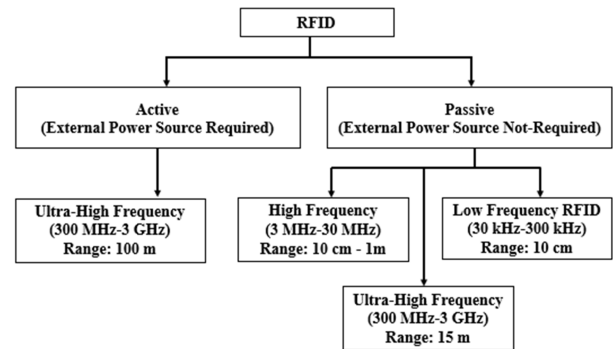 RFID
Active
(External Power Source Required)
Passive
(External Power Source Not-Required)
Ultra-High Frequency
(300 MHz-3 GHz)
Range: 100 m
High Frequency
(3 MHz-30 MHz)
Range: 10 cm - 1m
Low Frequency RFID
(30 kHz-300 kHz)
Range: 10 cm
Ultra-High Frequency
(300 MHz-3 GHz)
Range: 15 m